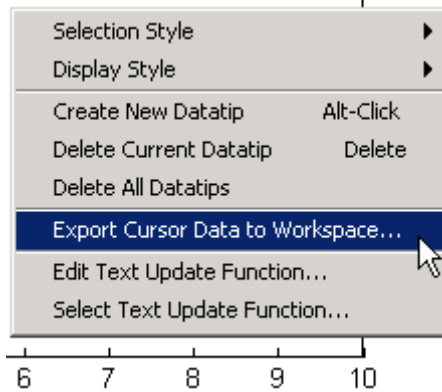 Selection Style
Display Style
Create New Datatip Alt-Click
Delete Current Datatip Delete
Delete All Datatips
Export Cursor Data to Workspace...
Edit Text Update Function...
Select Text Update Function...
6 7 8 9 10